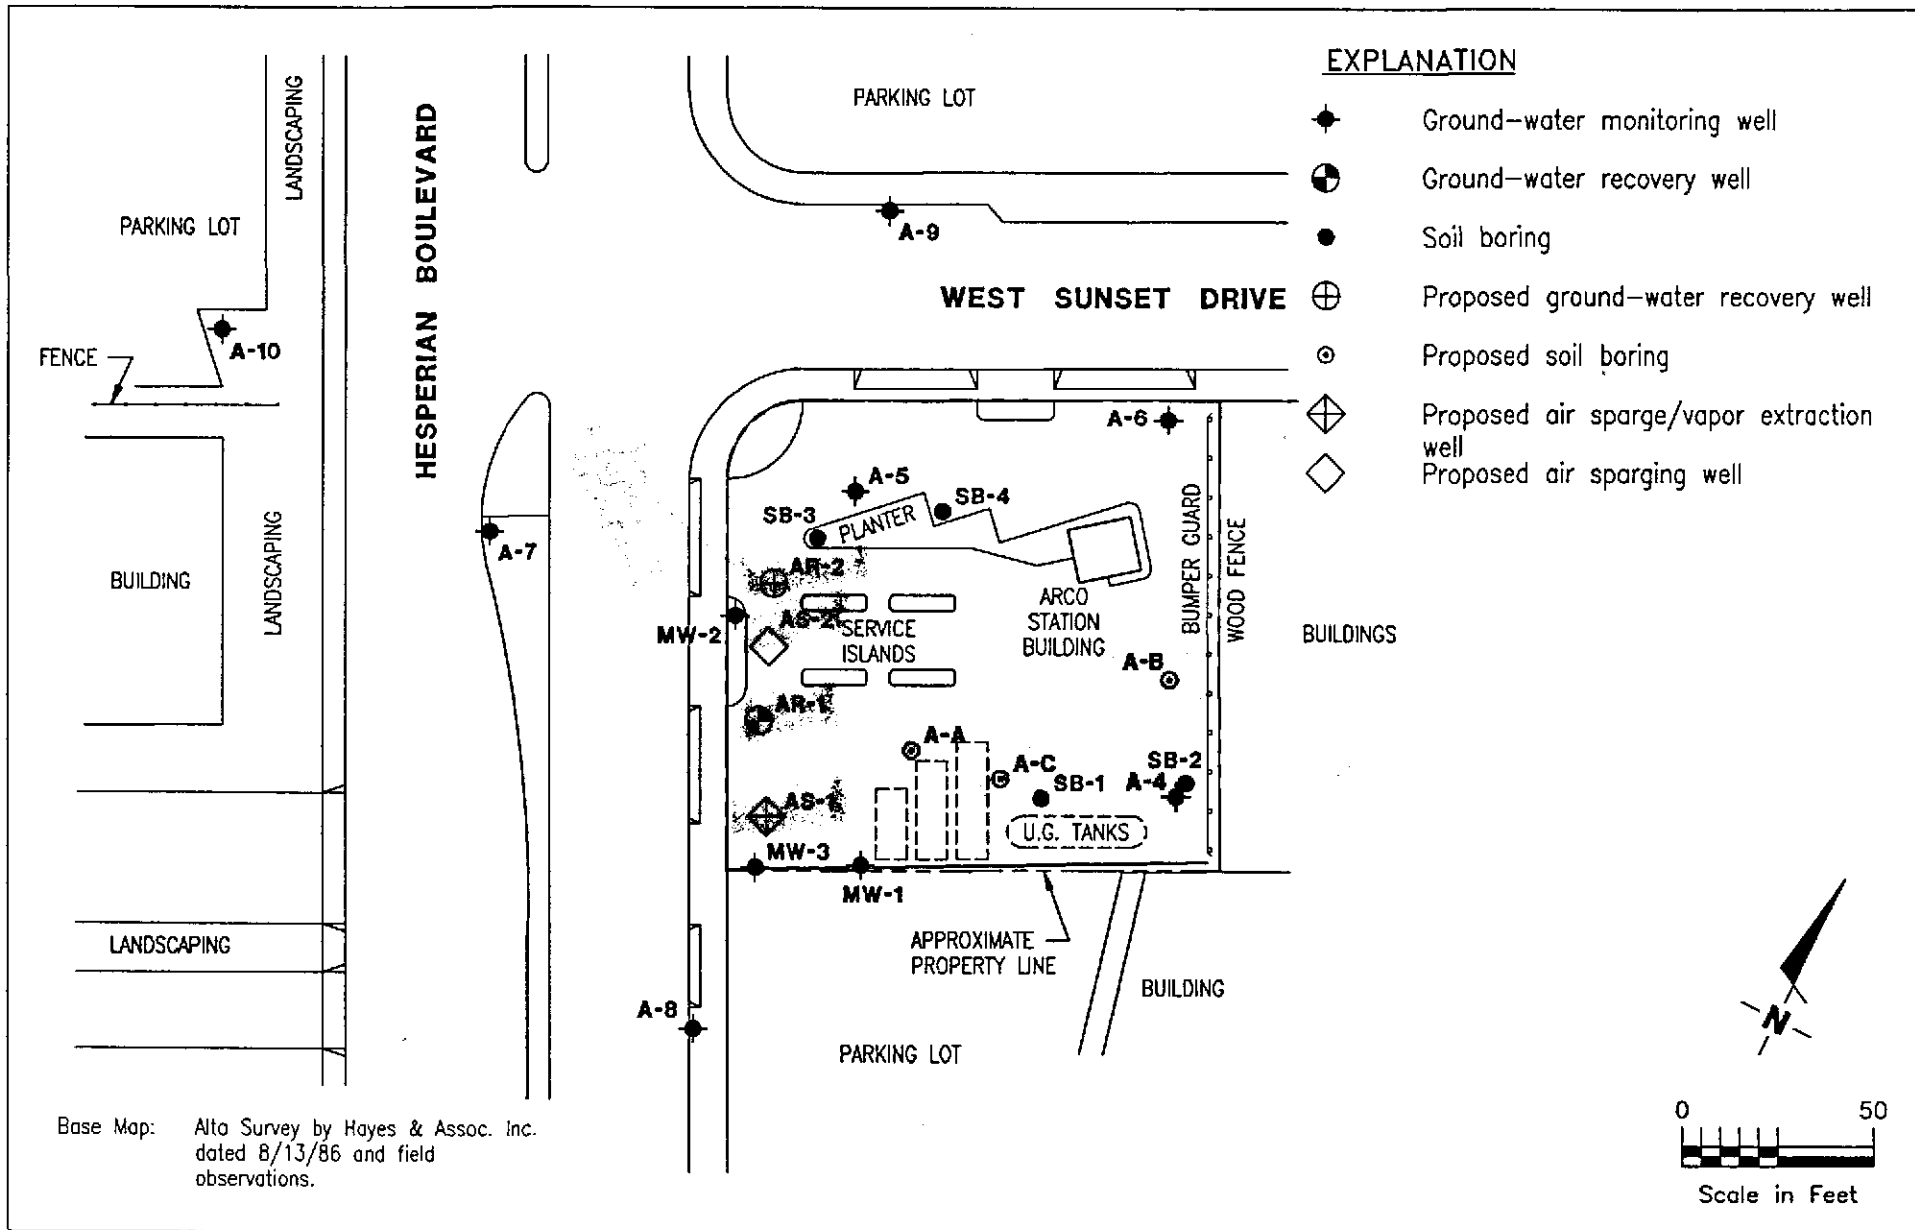 EXPLANATION
Ground-water monitoring well
Ground-water recovery well
Soil boring
Proposed ground-water recovery well
Proposed soil boring
Proposed air sparge/vapor extraction
well
Proposed air sparging well
LANDSCAPING
PARKING LOT
HESPERIAN BOULEVARD
PARKING LOT
A-9
WEST SUNSET DRIVE
A-10
FENCE
A-6
A-5
SB-4
SB-3
PLANTER
A-7
BUILDING
LANDSCAPING
AR-2
MW-2
AS-2
SERVICE
ISLANDS
ARCO
STATION
BUILDING
BUMPER GUARD
WOOD FENCE
BUILDINGS
A-B
AR-1
A-A
A-C
SB-1
SB-2
A-4
AS-1
U.G. TANKS
MW-3
MW-1
LANDSCAPING
APPROXIMATE
PROPERTY LINE
BUILDING
A-8
PARKING LOT
N
Base Map: Alta Survey by Hayes & Assoc. Inc.
dated 8/13/86 and field
observations.
0 50
Scale in Feet